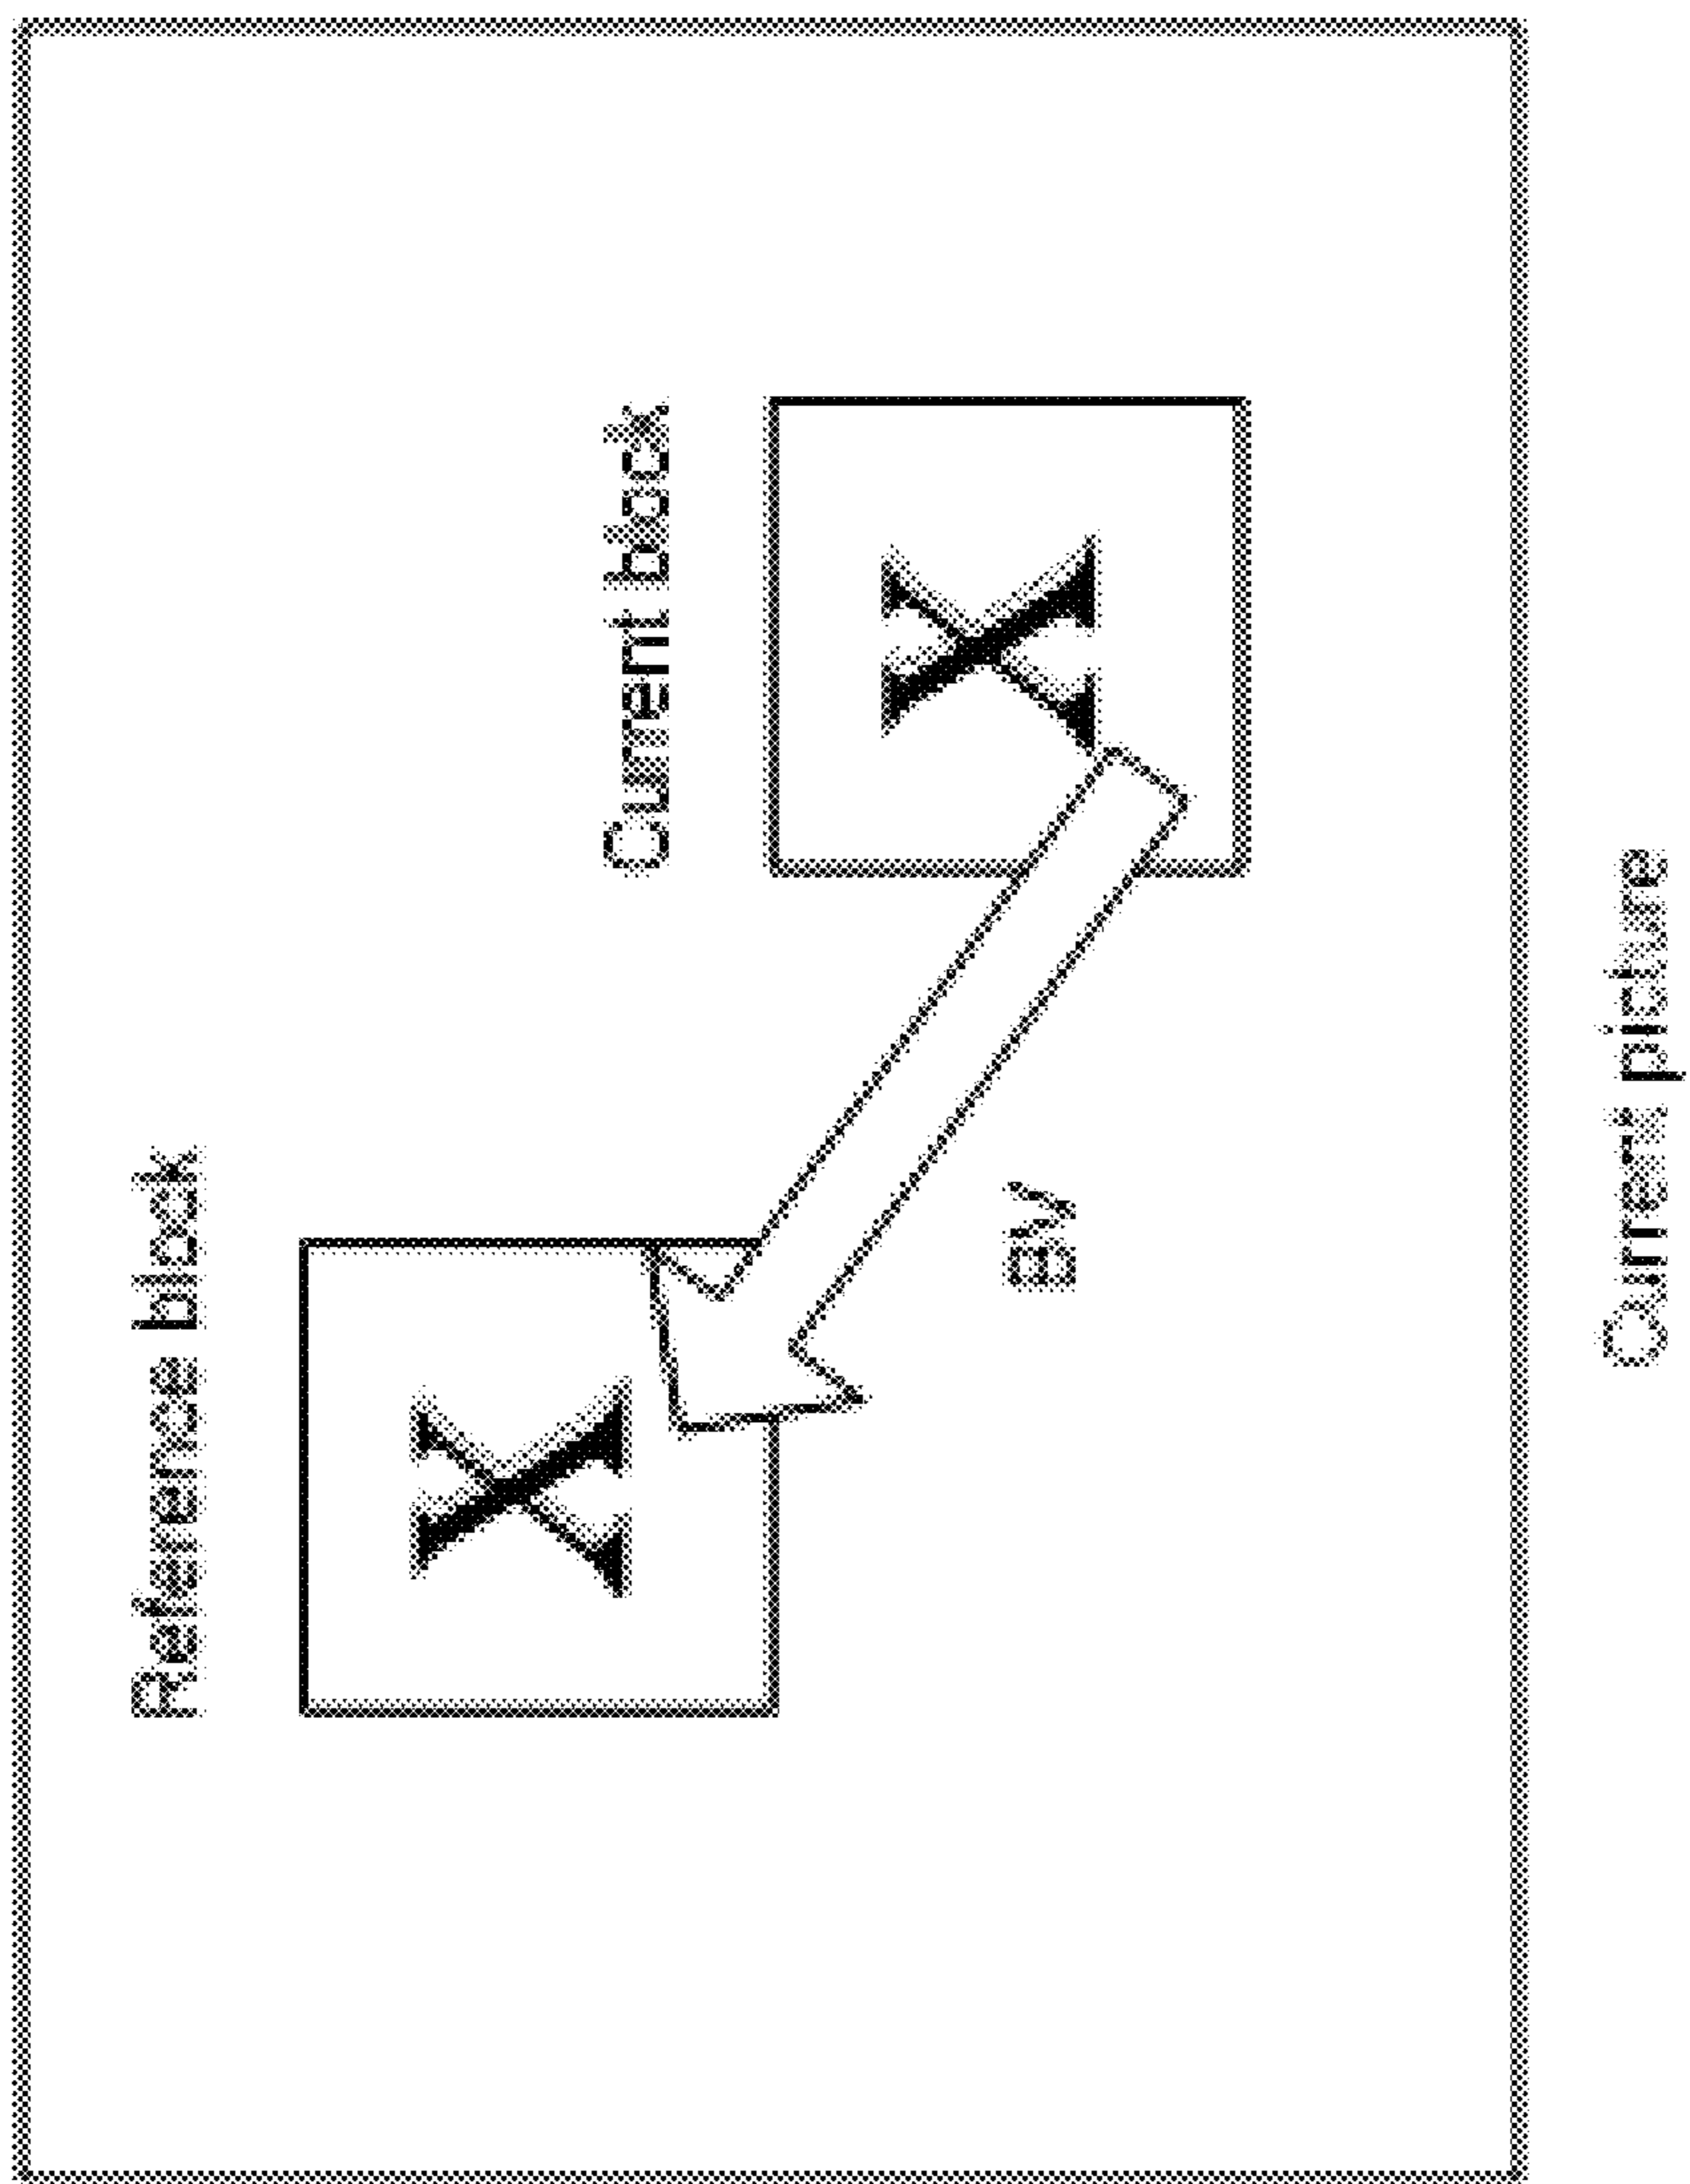 Reference block
X
Current block
X
BV
Current picture